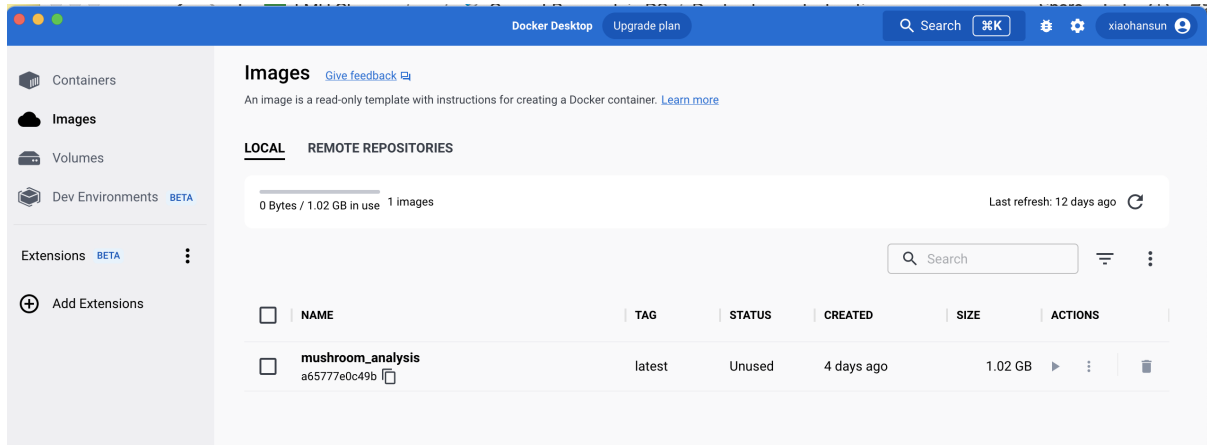 Docker Desktop Upgrade plan Search ⌘K xiaohansun
Containers
Images
Volumes
Dev Environments BETA
Extensions BETA
Add Extensions
Images Give feedback
An image is a read-only template with instructions for creating a Docker container. Learn more
LOCAL REMOTE REPOSITORIES
0 Bytes / 1.02 GB in use 1 images Last refresh: 12 days ago
Search
NAME TAG STATUS CREATED SIZE ACTIONS
mushroom_analysis latest Unused 4 days ago 1.02 GB
a65777e0c49b